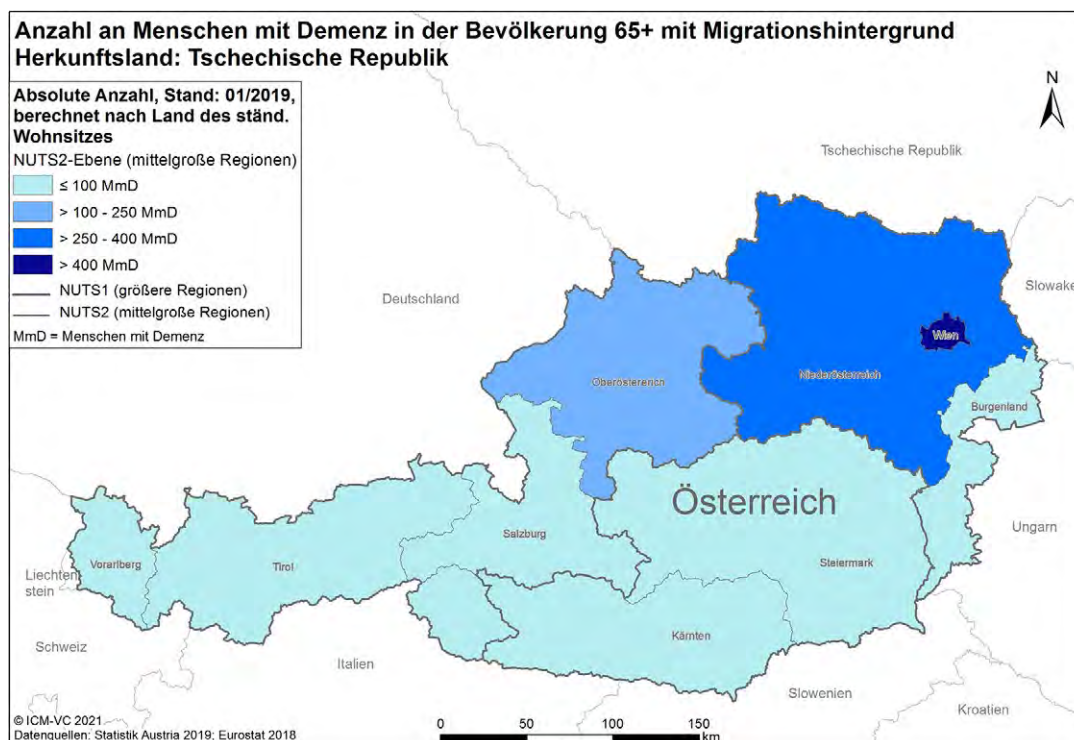 Anzahl an Menschen mit Demenz in der Bevölkerung 65+ mit Migrationshintergrund
Herkunftsland: Tschechische Republik
Absolute Anzahl, Stand: 01/2019,
berechnet nach Land des ständ.
Wohnsitzes
NUTS2-Ebene (mittelgroße Regionen)
≤ 100 MmD
> 100 - 250 MmD
> 250 - 400 MmD
> 400 MmD
NUTS1 (größere Regionen)
NUTS2 (mittelgroße Regionen)
MmD = Menschen mit Demenz
N
Tschechische Republik
Deutschland
Slowake
Wien
Niederösterreich
Oberösterreich
Burgenland
Österreich
Ungarn
Salzburg
Steiermark
Vorarlberg
Tirol
Liechten
stein
Kärnten
Schweiz
Italien
Slowenien
Kroatien
© ICM-VC 2021
Datenquellen: Statistik Austria 2019; Eurostat 2018
0 50 100 150
km